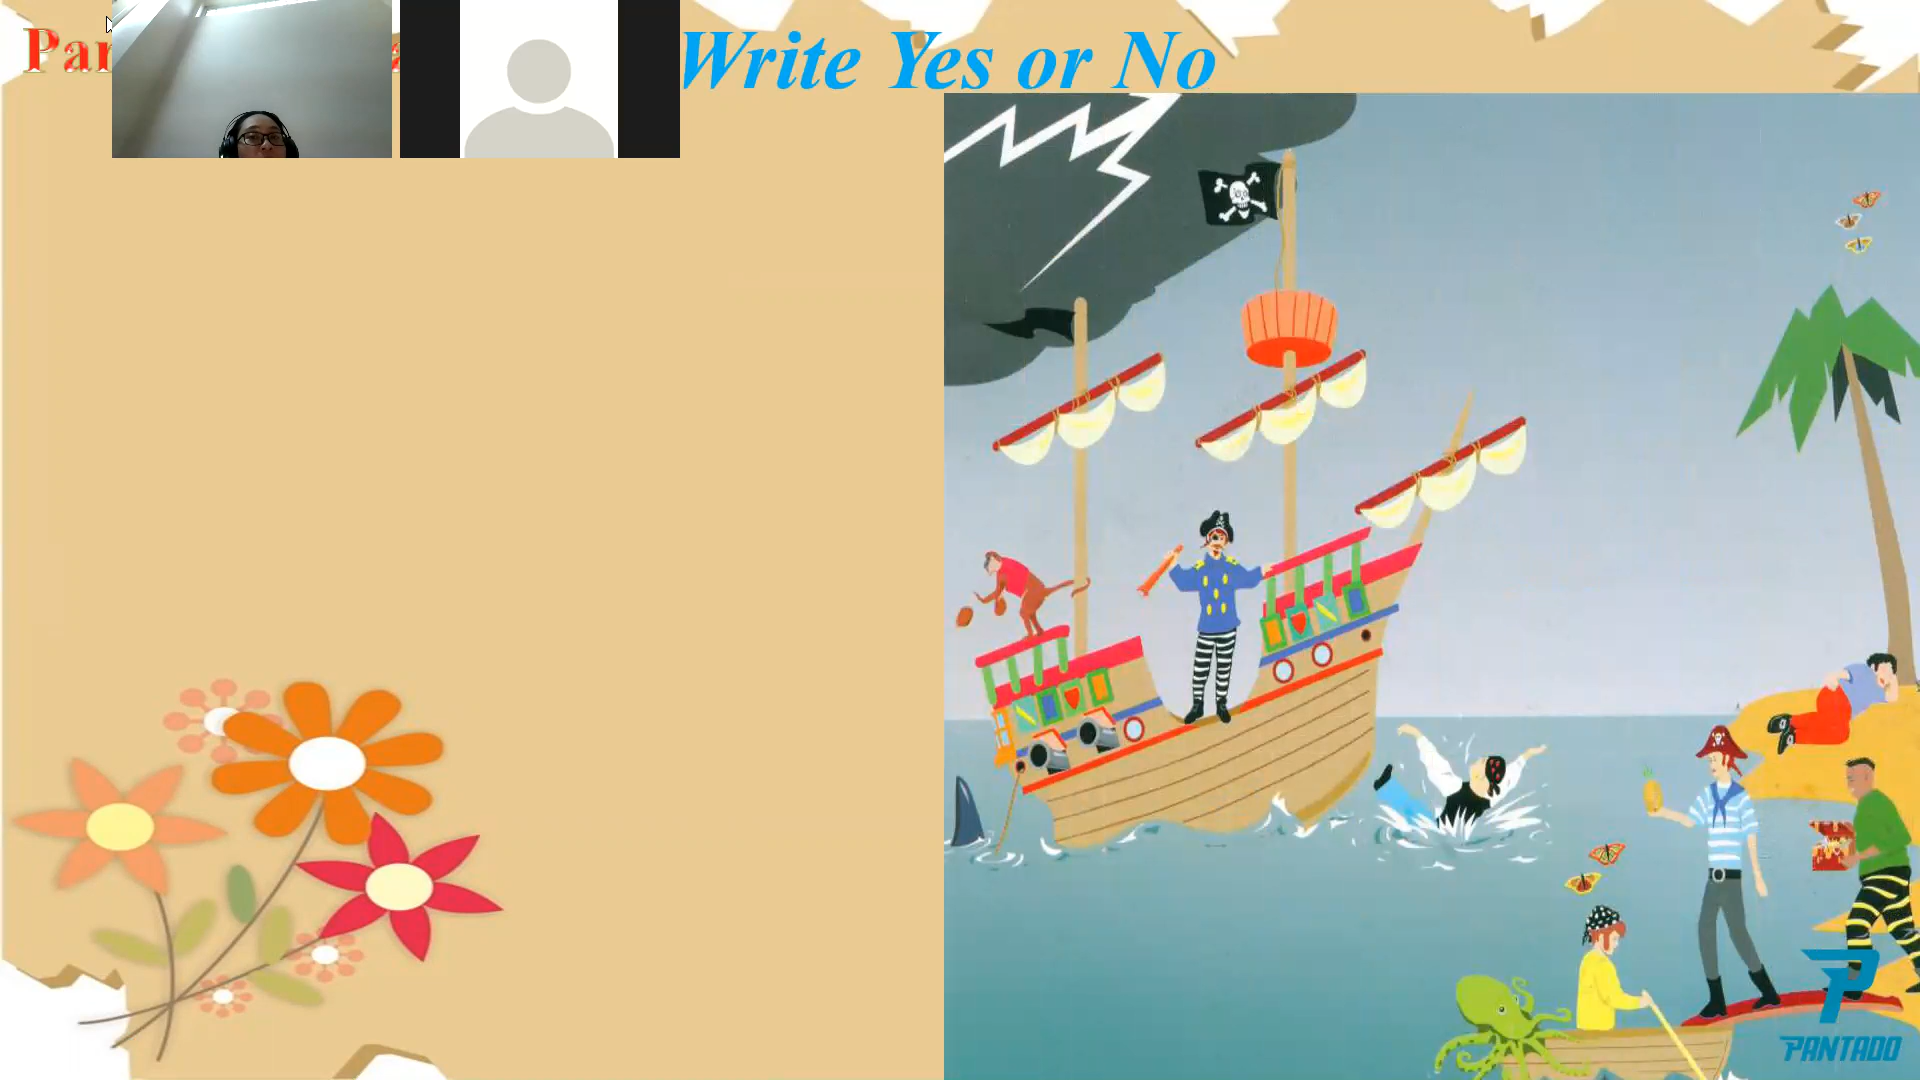 Write Yes or No
PANTADO